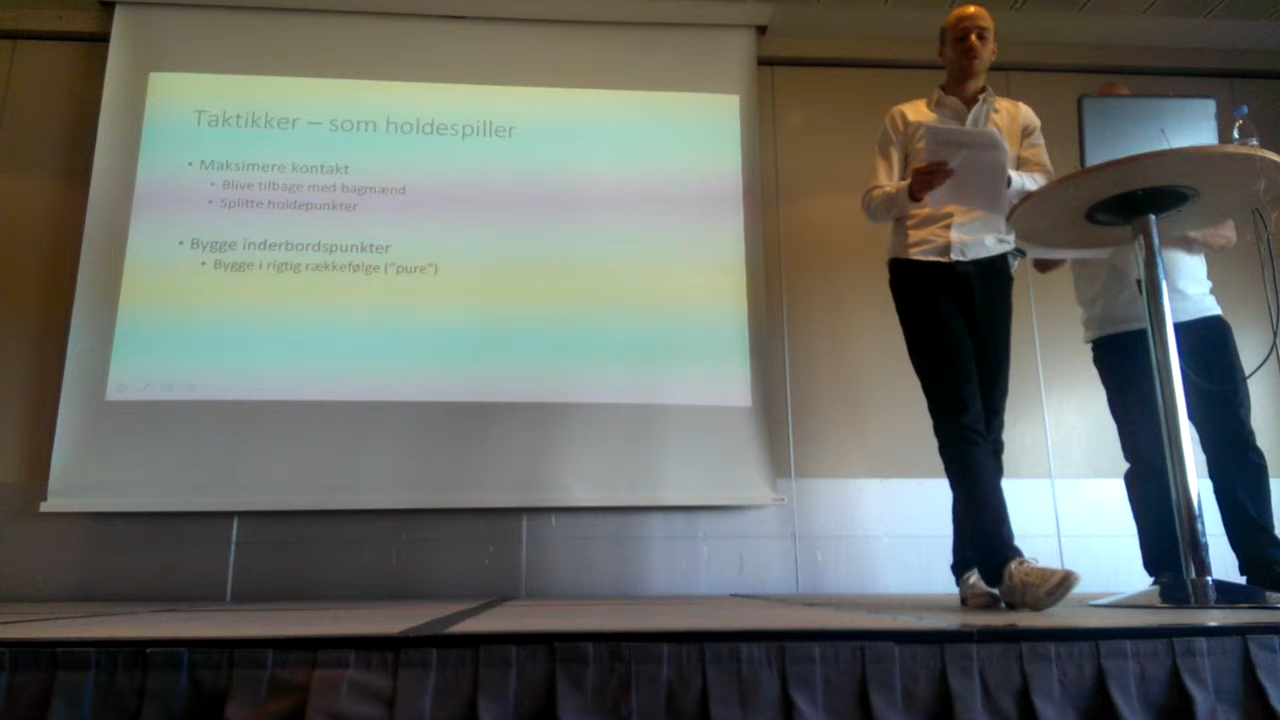 Taktikker – som holdespiller
• Maksimere kontakt
• Blive tilbage med bagmænd
• Splitte holdepunkter
• Bygge inderbordspunkter
• Bygge i rigtig rækkefølge ("pure")